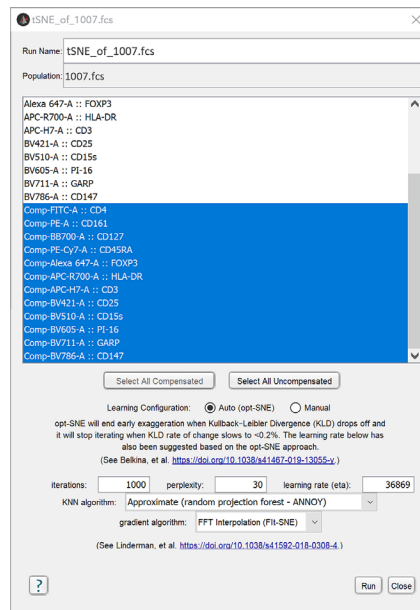 tSNE_of_1007.fcs
Run Name: tSNE_of_1007.fcs
Population: 1007.fcs
Alexa 647-A :: FOXP3
APC-R700-A :: HLA-DR
APC-H7-A :: CD3
BV421-A :: CD25
BV510-A :: CD15s
BV605-A :: PI-16
BV711-A :: GARP
BV786-A :: CD147
Comp-FITC-A :: CD4
Comp-PE-A :: CD161
Comp-BB700-A :: CD127
Comp-PE-Cy7-A :: CD45RA
Comp-Alexa 647-A :: FOXP3
Comp-APC-R700-A :: HLA-DR
Comp-APC-H7-A :: CD3
Comp-BV421-A :: CD25
Comp-BV510-A :: CD15s
Comp-BV605-A :: PI-16
Comp-BV711-A :: GARP
Comp-BV786-A :: CD147
Select All Compensated Select All Uncompensated
Learning Configuration: Auto (opt-SNE) Manual
opt-SNE will end early exaggeration when Kullback-Leibler Divergence (KLD) drops off and
it will stop iterating when KLD rate of change slows to <0.2%. The learning rate below has
also been suggested based on the opt-SNE approach.
(See Belkina, et al. https://doi.org/10.1038/s41467-019-13055-y.)
iterations: 1000 perplexity: 30 learning rate (eta): 36869
KNN algorithm: Approximate (random projection forest - ANNOY)
gradient algorithm: FFT Interpolation (FIt-SNE)
(See Linderman, et al. https://doi.org/10.1038/s41592-018-0308-4.)
? Run Close